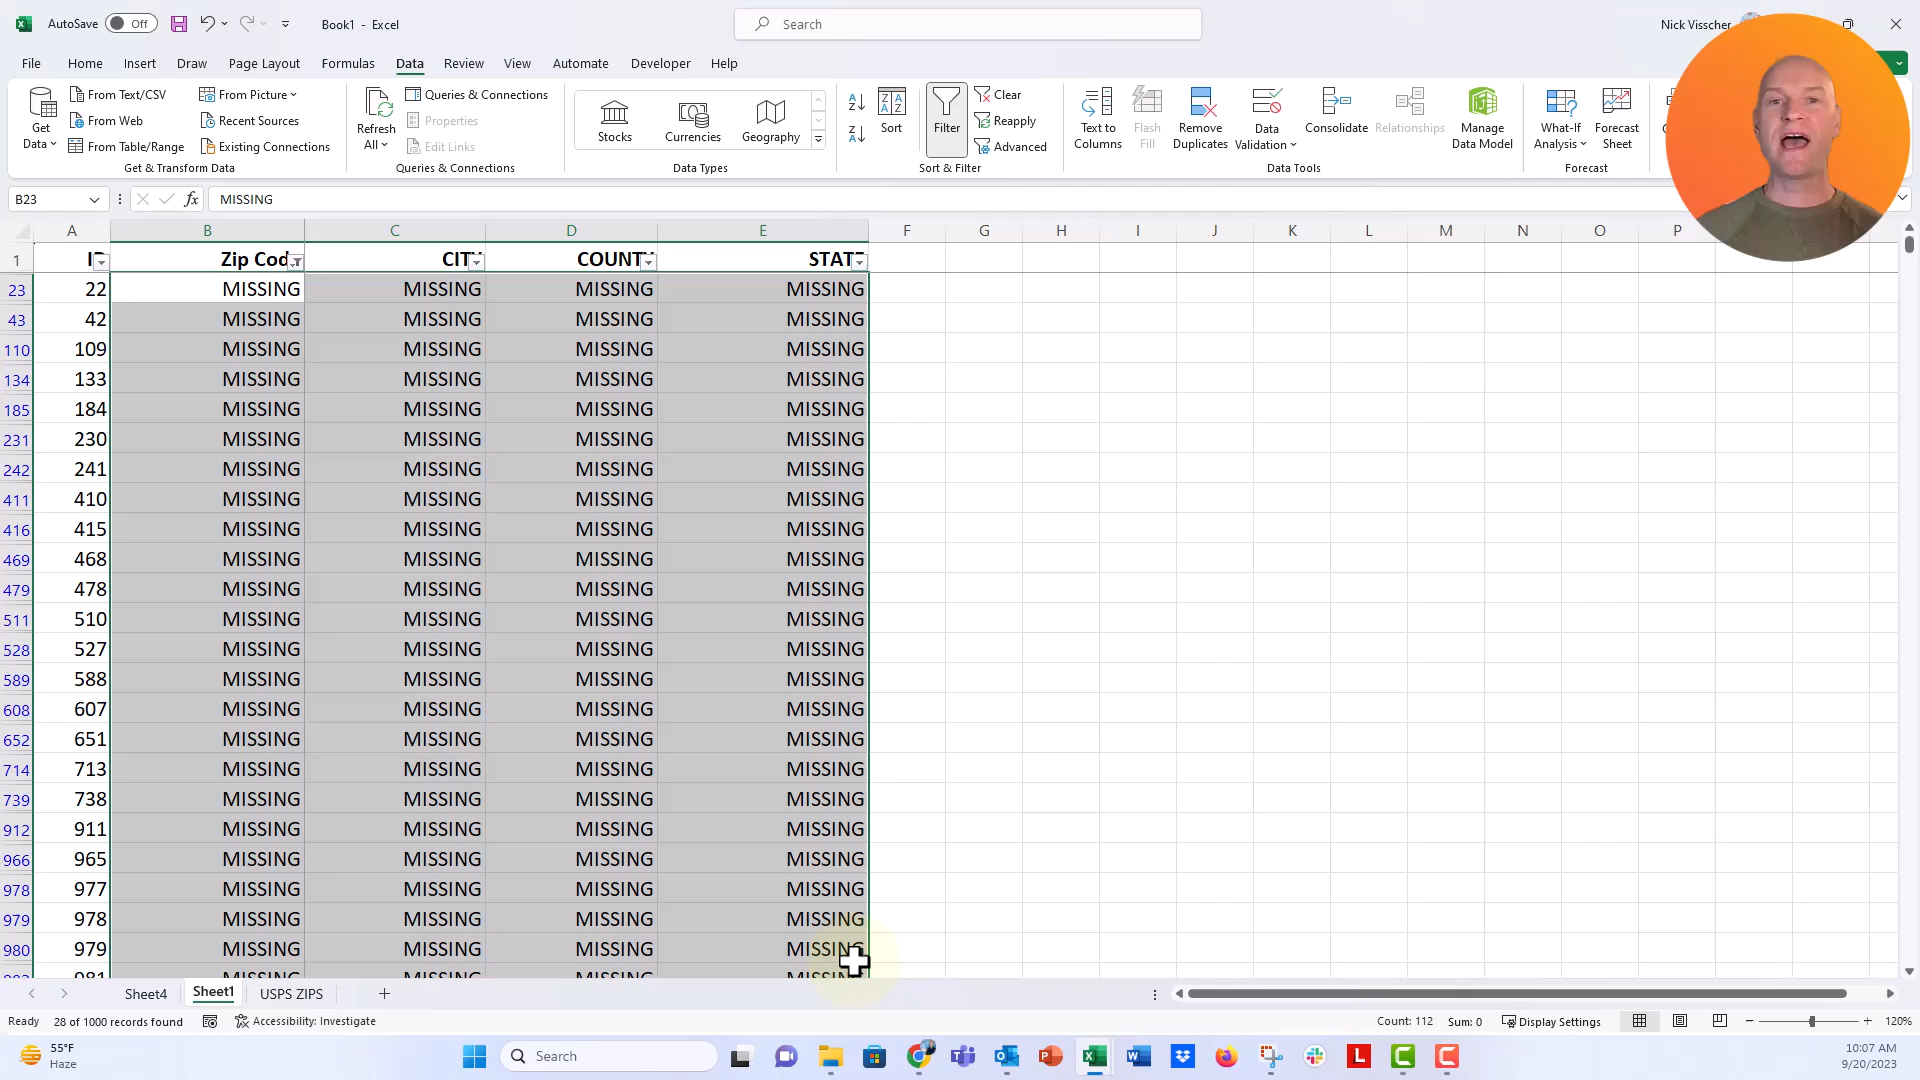 AutoSave Off Book1 - Excel Search Nick Visscher
File Home Insert Draw Page Layout Formulas Data Review View Automate Developer Help
Get Data
From Text/CSV
From Web
From Table/Range
From Picture
Recent Sources
Existing Connections
Get & Transform Data
Refresh All
Queries & Connections
Properties
Edit Links
Queries & Connections
Stocks Currencies Geography
Data Types
Sort
Filter
Clear
Reapply
Advanced
Sort & Filter
Text to Columns
Flash Fill
Remove Duplicates
Data Validation
Consolidate
Relationships
Manage Data Model
Data Tools
What-If Analysis
Forecast Sheet
Forecast
B23 fx MISSING
A B C D E F G H I J K L M N O P
1 Zip Cod CIT COUNT STAT
23 22 MISSING MISSING MISSING MISSING
43 42 MISSING MISSING MISSING MISSING
110 109 MISSING MISSING MISSING MISSING
134 133 MISSING MISSING MISSING MISSING
185 184 MISSING MISSING MISSING MISSING
231 230 MISSING MISSING MISSING MISSING
242 241 MISSING MISSING MISSING MISSING
411 410 MISSING MISSING MISSING MISSING
416 415 MISSING MISSING MISSING MISSING
469 468 MISSING MISSING MISSING MISSING
479 478 MISSING MISSING MISSING MISSING
511 510 MISSING MISSING MISSING MISSING
528 527 MISSING MISSING MISSING MISSING
589 588 MISSING MISSING MISSING MISSING
608 607 MISSING MISSING MISSING MISSING
652 651 MISSING MISSING MISSING MISSING
714 713 MISSING MISSING MISSING MISSING
739 738 MISSING MISSING MISSING MISSING
912 911 MISSING MISSING MISSING MISSING
966 965 MISSING MISSING MISSING MISSING
978 977 MISSING MISSING MISSING MISSING
979 978 MISSING MISSING MISSING MISSING
980 979 MISSING MISSING MISSING MISSING
Sheet4 Sheet1 USPS ZIPS
Ready 28 of 1000 records found Accessibility: Investigate Count: 112 Sum: 0 Display Settings 120%
55°F
Haze
Search
10:07 AM
9/20/2023